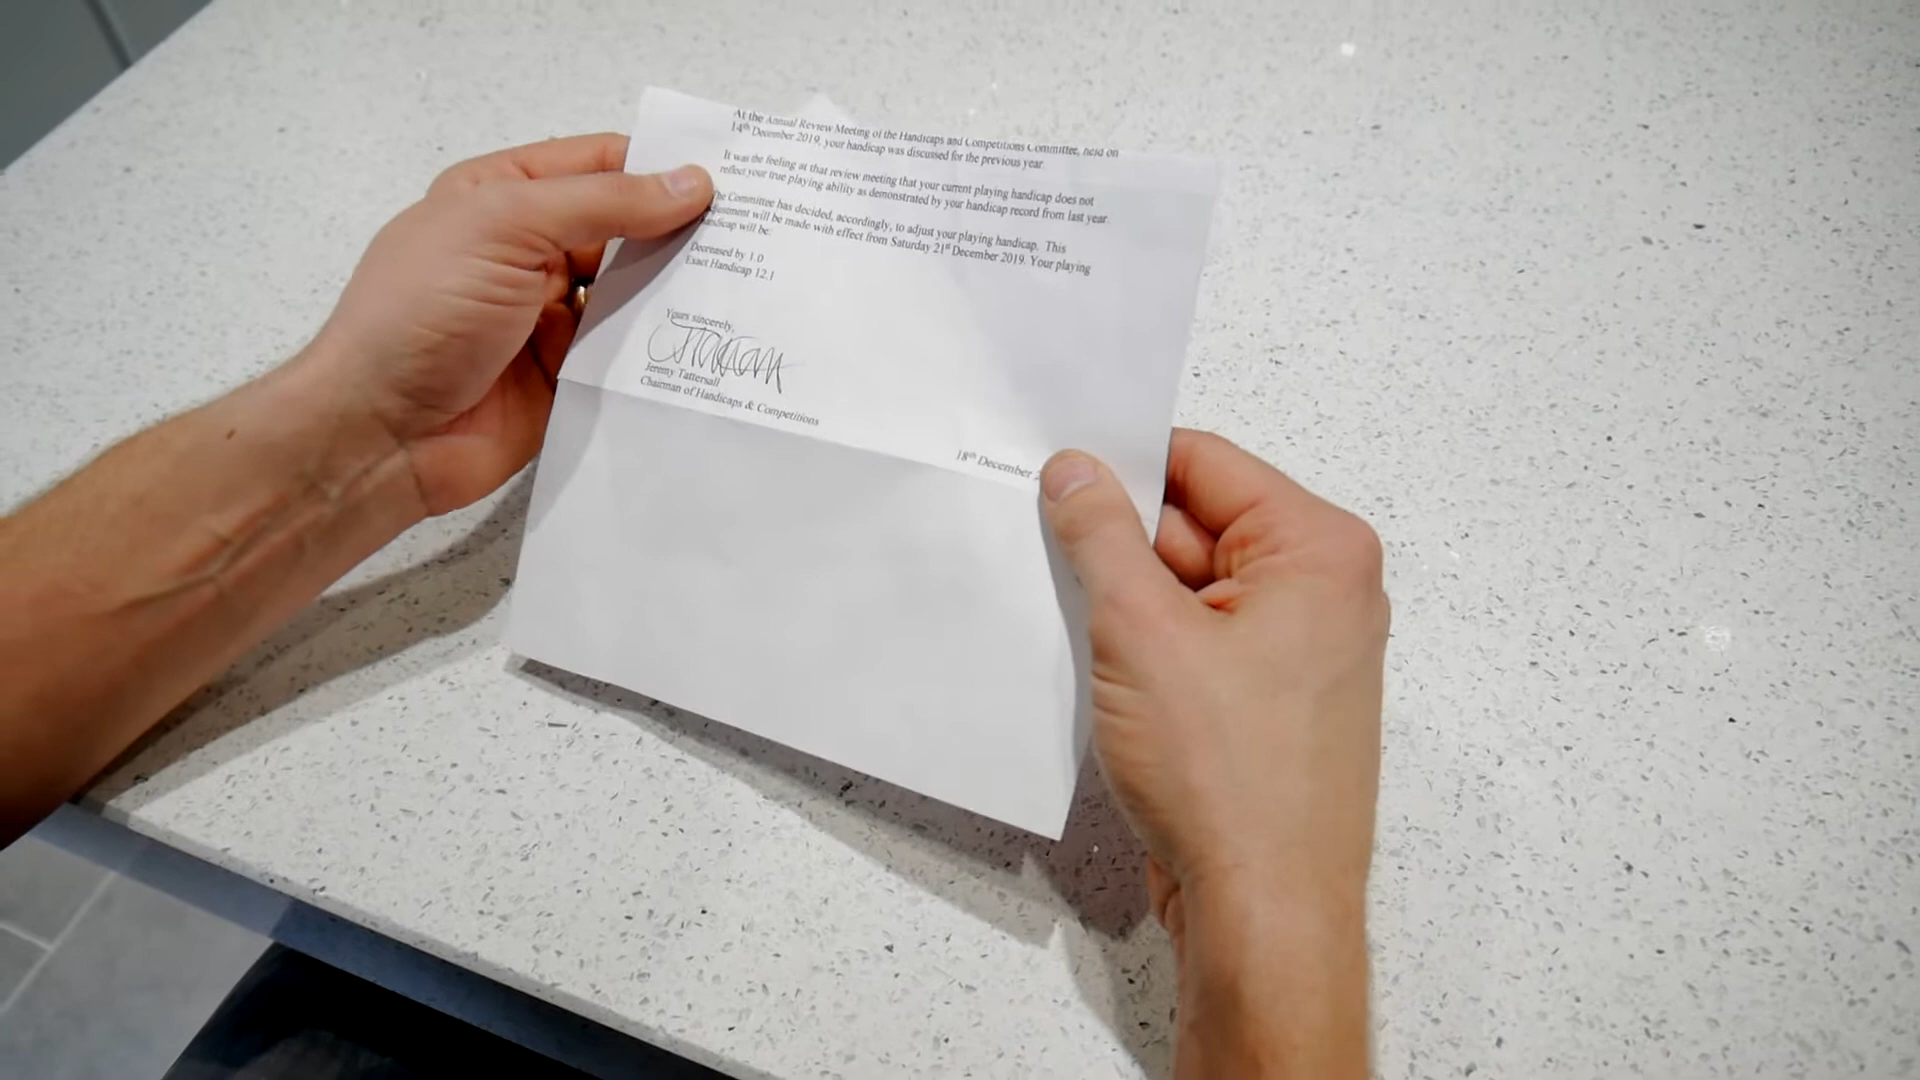 At the Annual Review Meeting of the Handicaps and Competitions Committee, held on
14th December 2019, your handicap was discussed for the previous year.
It was the feeling at that review meeting that your current playing handicap does not
reflect your true playing ability as demonstrated by your handicap record from last year.
The Committee has decided, accordingly, to adjust your playing handicap. This
adjustment will be made with effect from Saturday 21st December 2019. Your playing
handicap will be:
Decreased by 1.0
Exact Handicap 12.1
Yours sincerely,
Jeremy Tattersall
Chairman of Handicaps & Competitions
18th December 2